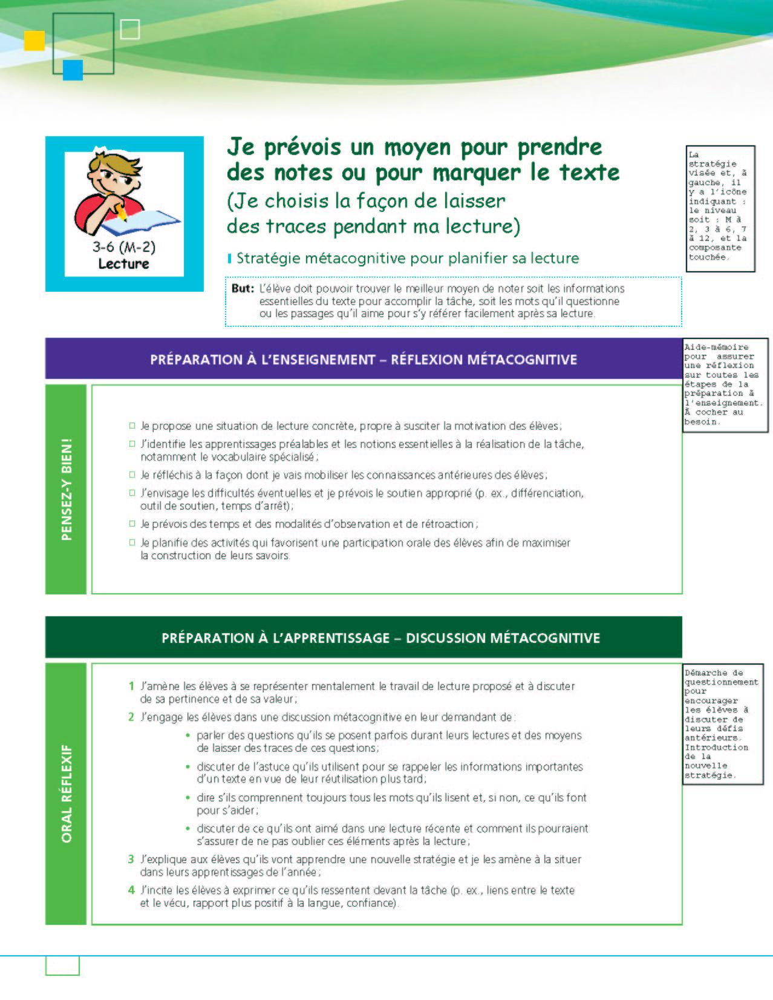 Je prévois un moyen pour prendre
des notes ou pour marquer le texte
(Je choisis la façon de laisser
des traces pendant ma lecture)
3-6 (M-2)
Lecture
Stratégie métacognitive pour planifier sa lecture
But: L'élève doit pouvoir trouver le meilleur moyen de noter soit les informations
essentielles du texte pour accomplir la tâche, soit les mots qu'il questionne
ou les passages qu'il aime pour s'y référer facilement après sa lecture.
La
stratégie
visée et, à
gauche, il
y a l'icône
indiquant :
le niveau
soit : M à
2, 3 à 6, 7
à 12, et la
composante
touchée.
PRÉPARATION À L'ENSEIGNEMENT – RÉFLEXION MÉTACOGNITIVE
Aide-mémoire
pour assurer
une réflexion
sur toutes les
étapes de la
préparation à
l'enseignement.
À cocher au
besoin.
PENSEZ-Y BIEN!
□ Je propose une situation de lecture concrète, propre à susciter la motivation des élèves;
□ J'identifie les apprentissages préalables et les notions essentielles à la réalisation de la tâche,
notamment le vocabulaire spécialisé;
□ Je réfléchis à la façon dont je vais mobiliser les connaissances antérieures des élèves;
□ J'envisage les difficultés éventuelles et je prévois le soutien approprié (p. ex., différenciation,
outil de soutien, temps d'arrêt);
□ Je prévois des temps et des modalités d'observation et de rétroaction;
□ Je planifie des activités qui favorisent une participation orale des élèves afin de maximiser
la construction de leurs savoirs.
PRÉPARATION À L'APPRENTISSAGE – DISCUSSION MÉTACOGNITIVE
ORAL RÉFLEXIF
1 J'amène les élèves à se représenter mentalement le travail de lecture proposé et à discuter
de sa pertinence et de sa valeur;
2 J'engage les élèves dans une discussion métacognitive en leur demandant de:
• parler des questions qu'ils se posent parfois durant leurs lectures et des moyens
de laisser des traces de ces questions;
• discuter de l'astuce qu'ils utilisent pour se rappeler les informations importantes
d'un texte en vue de leur réutilisation plus tard;
• dire s'ils comprennent toujours tous les mots qu'ils lisent et, si non, ce qu'ils font
pour s'aider;
• discuter de ce qu'ils ont aimé dans une lecture récente et comment ils pourraient
s'assurer de ne pas oublier ces éléments après la lecture;
3 J'explique aux élèves qu'ils vont apprendre une nouvelle stratégie et je les amène à la situer
dans leurs apprentissages de l'année;
4 J'incite les élèves à exprimer ce qu'ils ressentent devant la tâche (p. ex., liens entre le texte
et le vécu, rapport plus positif à la langue, confiance).
Démarche de
questionnement
pour
encourager
les élèves à
discuter de
leurs défis
antérieurs.
Introduction
de la
nouvelle
stratégie.